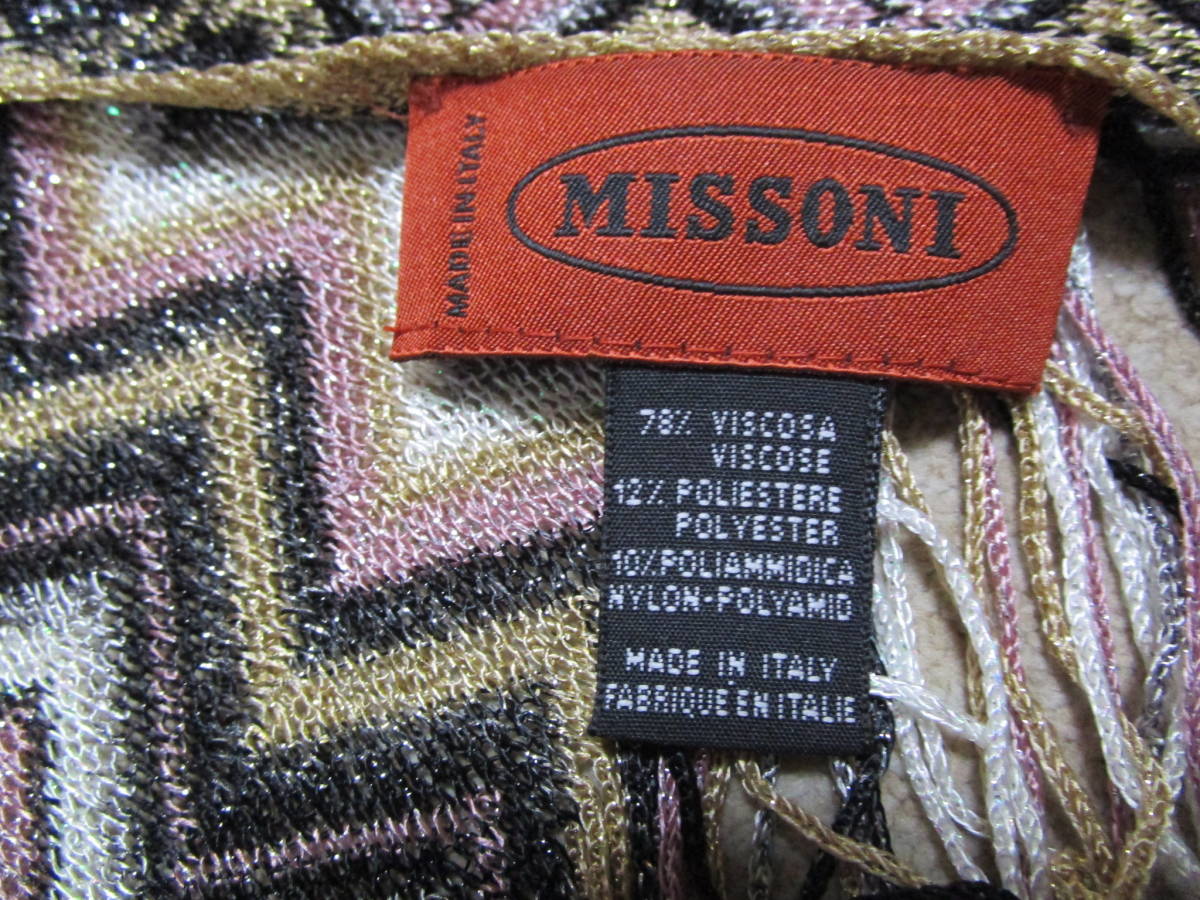 MADE IN ITALY
MISSONI
78% VISCOSA
VISCOSE
12% POLIESTERE
POLYESTER
10% POLIAMMIDICA
NYLON-POLYAMID
MADE IN ITALY
FABRIQUE EN ITALIE